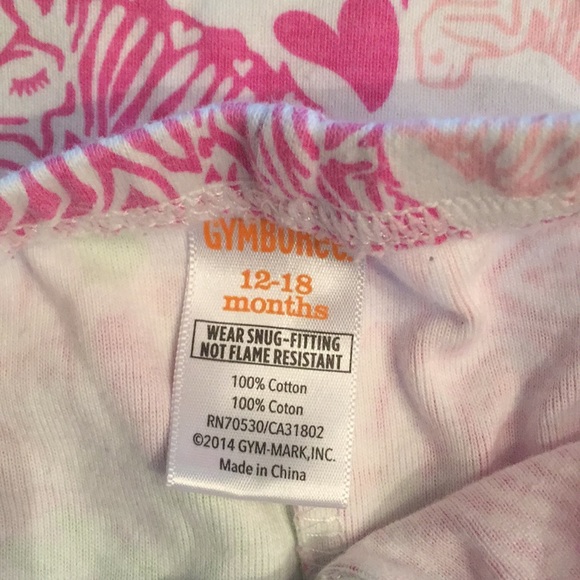 GYMBOREE
12-18
months
WEAR SNUG-FITTING
NOT FLAME RESISTANT
100% Cotton
100% Coton
RN70530/CA31802
©2014 GYM-MARK,INC.
Made in China